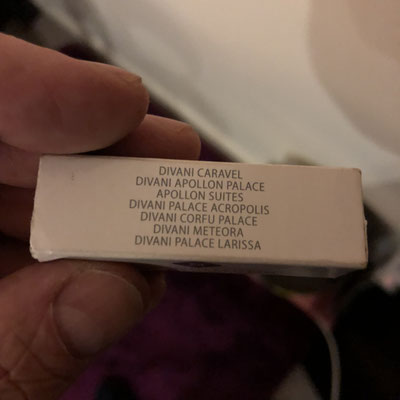 DIVANI CARAVEL
DIVANI APOLLON PALACE
APOLLON SUITES
DIVANI PALACE ACROPOLIS
DIVANI CORFU PALACE
DIVANI METEORA
DIVANI PALACE LARISSA